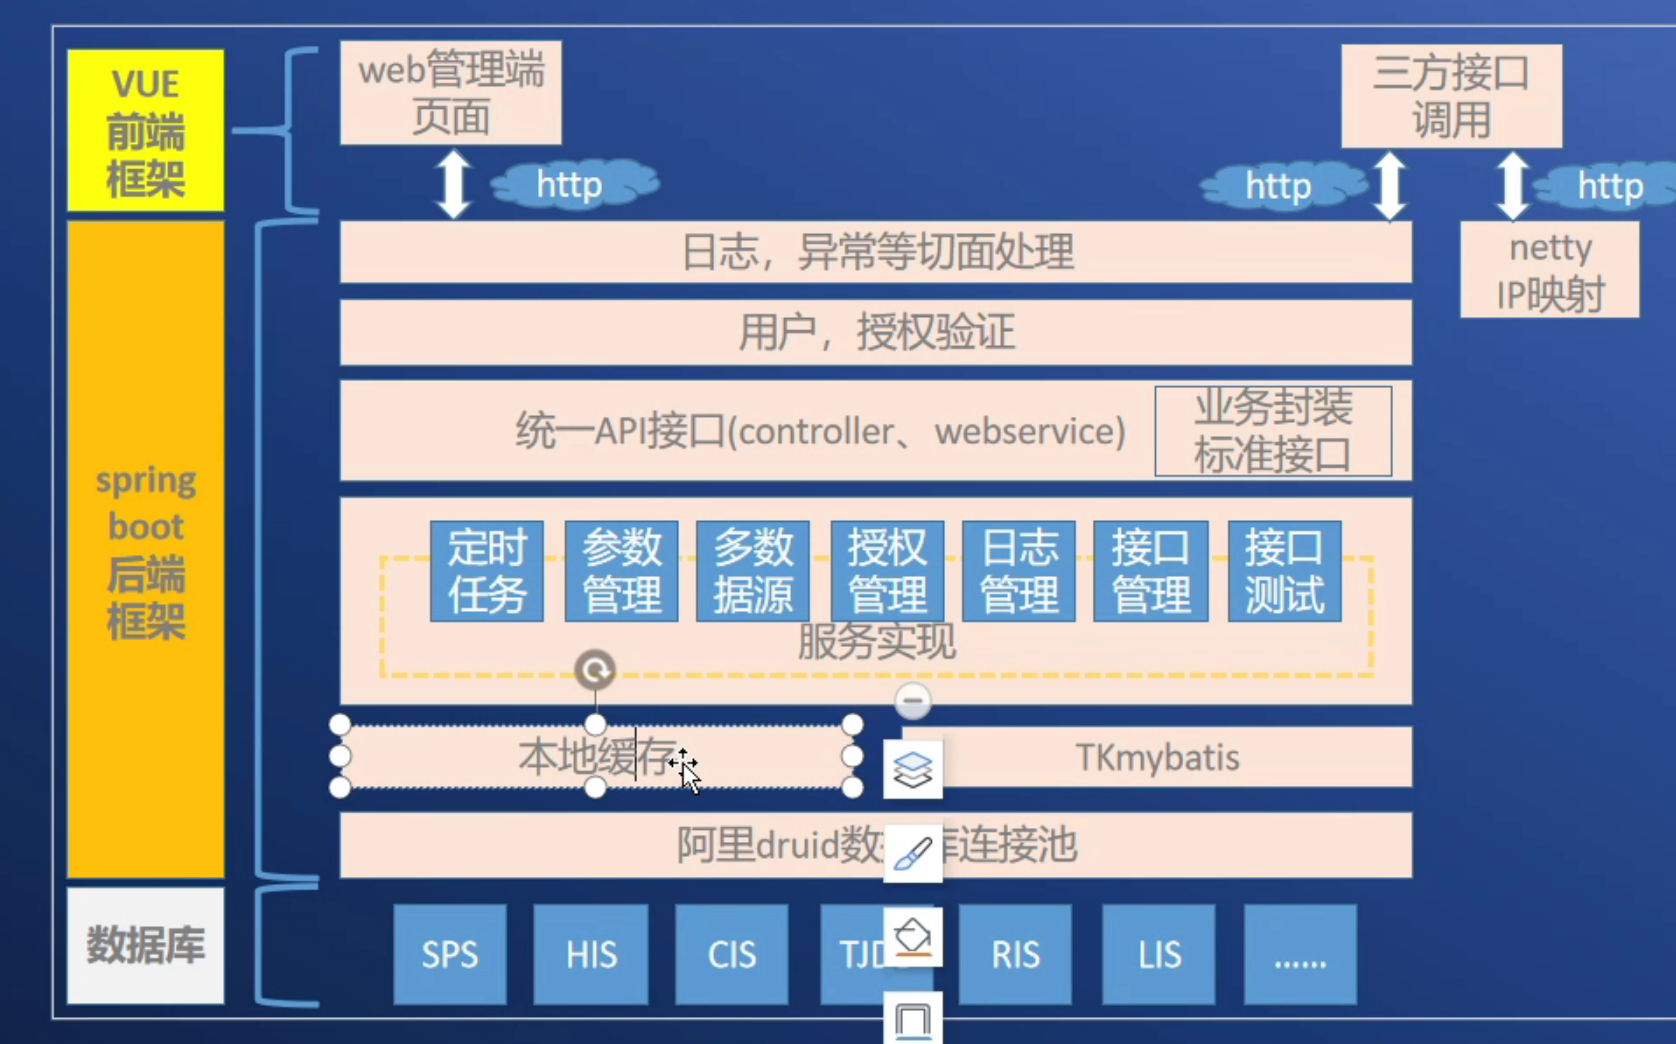 VUE
前端
框架
web管理端
页面
三方接口
调用
http
http
http
netty
IP映射
日志，异常等切面处理
用户，授权验证
统一API接口(controller、webservice)
业务封装
标准接口
spring
boot
后端
框架
定时
任务
参数
管理
多数
据源
授权
管理
日志
管理
接口
管理
接口
测试
服务实现
本地缓存
TKmybatis
阿里druid数据库连接池
数据库
SPS
HIS
CIS
RIS
LIS
......